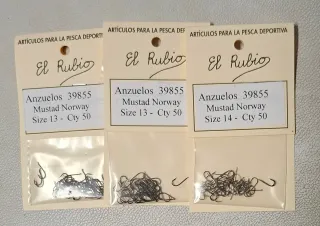 ARTÍCULOS PARA LA PESCA DEPORTIVA
El Rubio
Anzuelos 39855
Mustad Norway
Size 13 - Cty 50
ARTÍCULOS PARA LA PESCA DEPORTIVA
El Rubio
Anzuelos 39855
Mustad Norway
Size 13 - Cty 50
ARTÍCULOS PARA LA PESCA DEPORTIVA
El Rubio
Anzuelos 39855
Mustad Norway
Size 14 - Cty 50